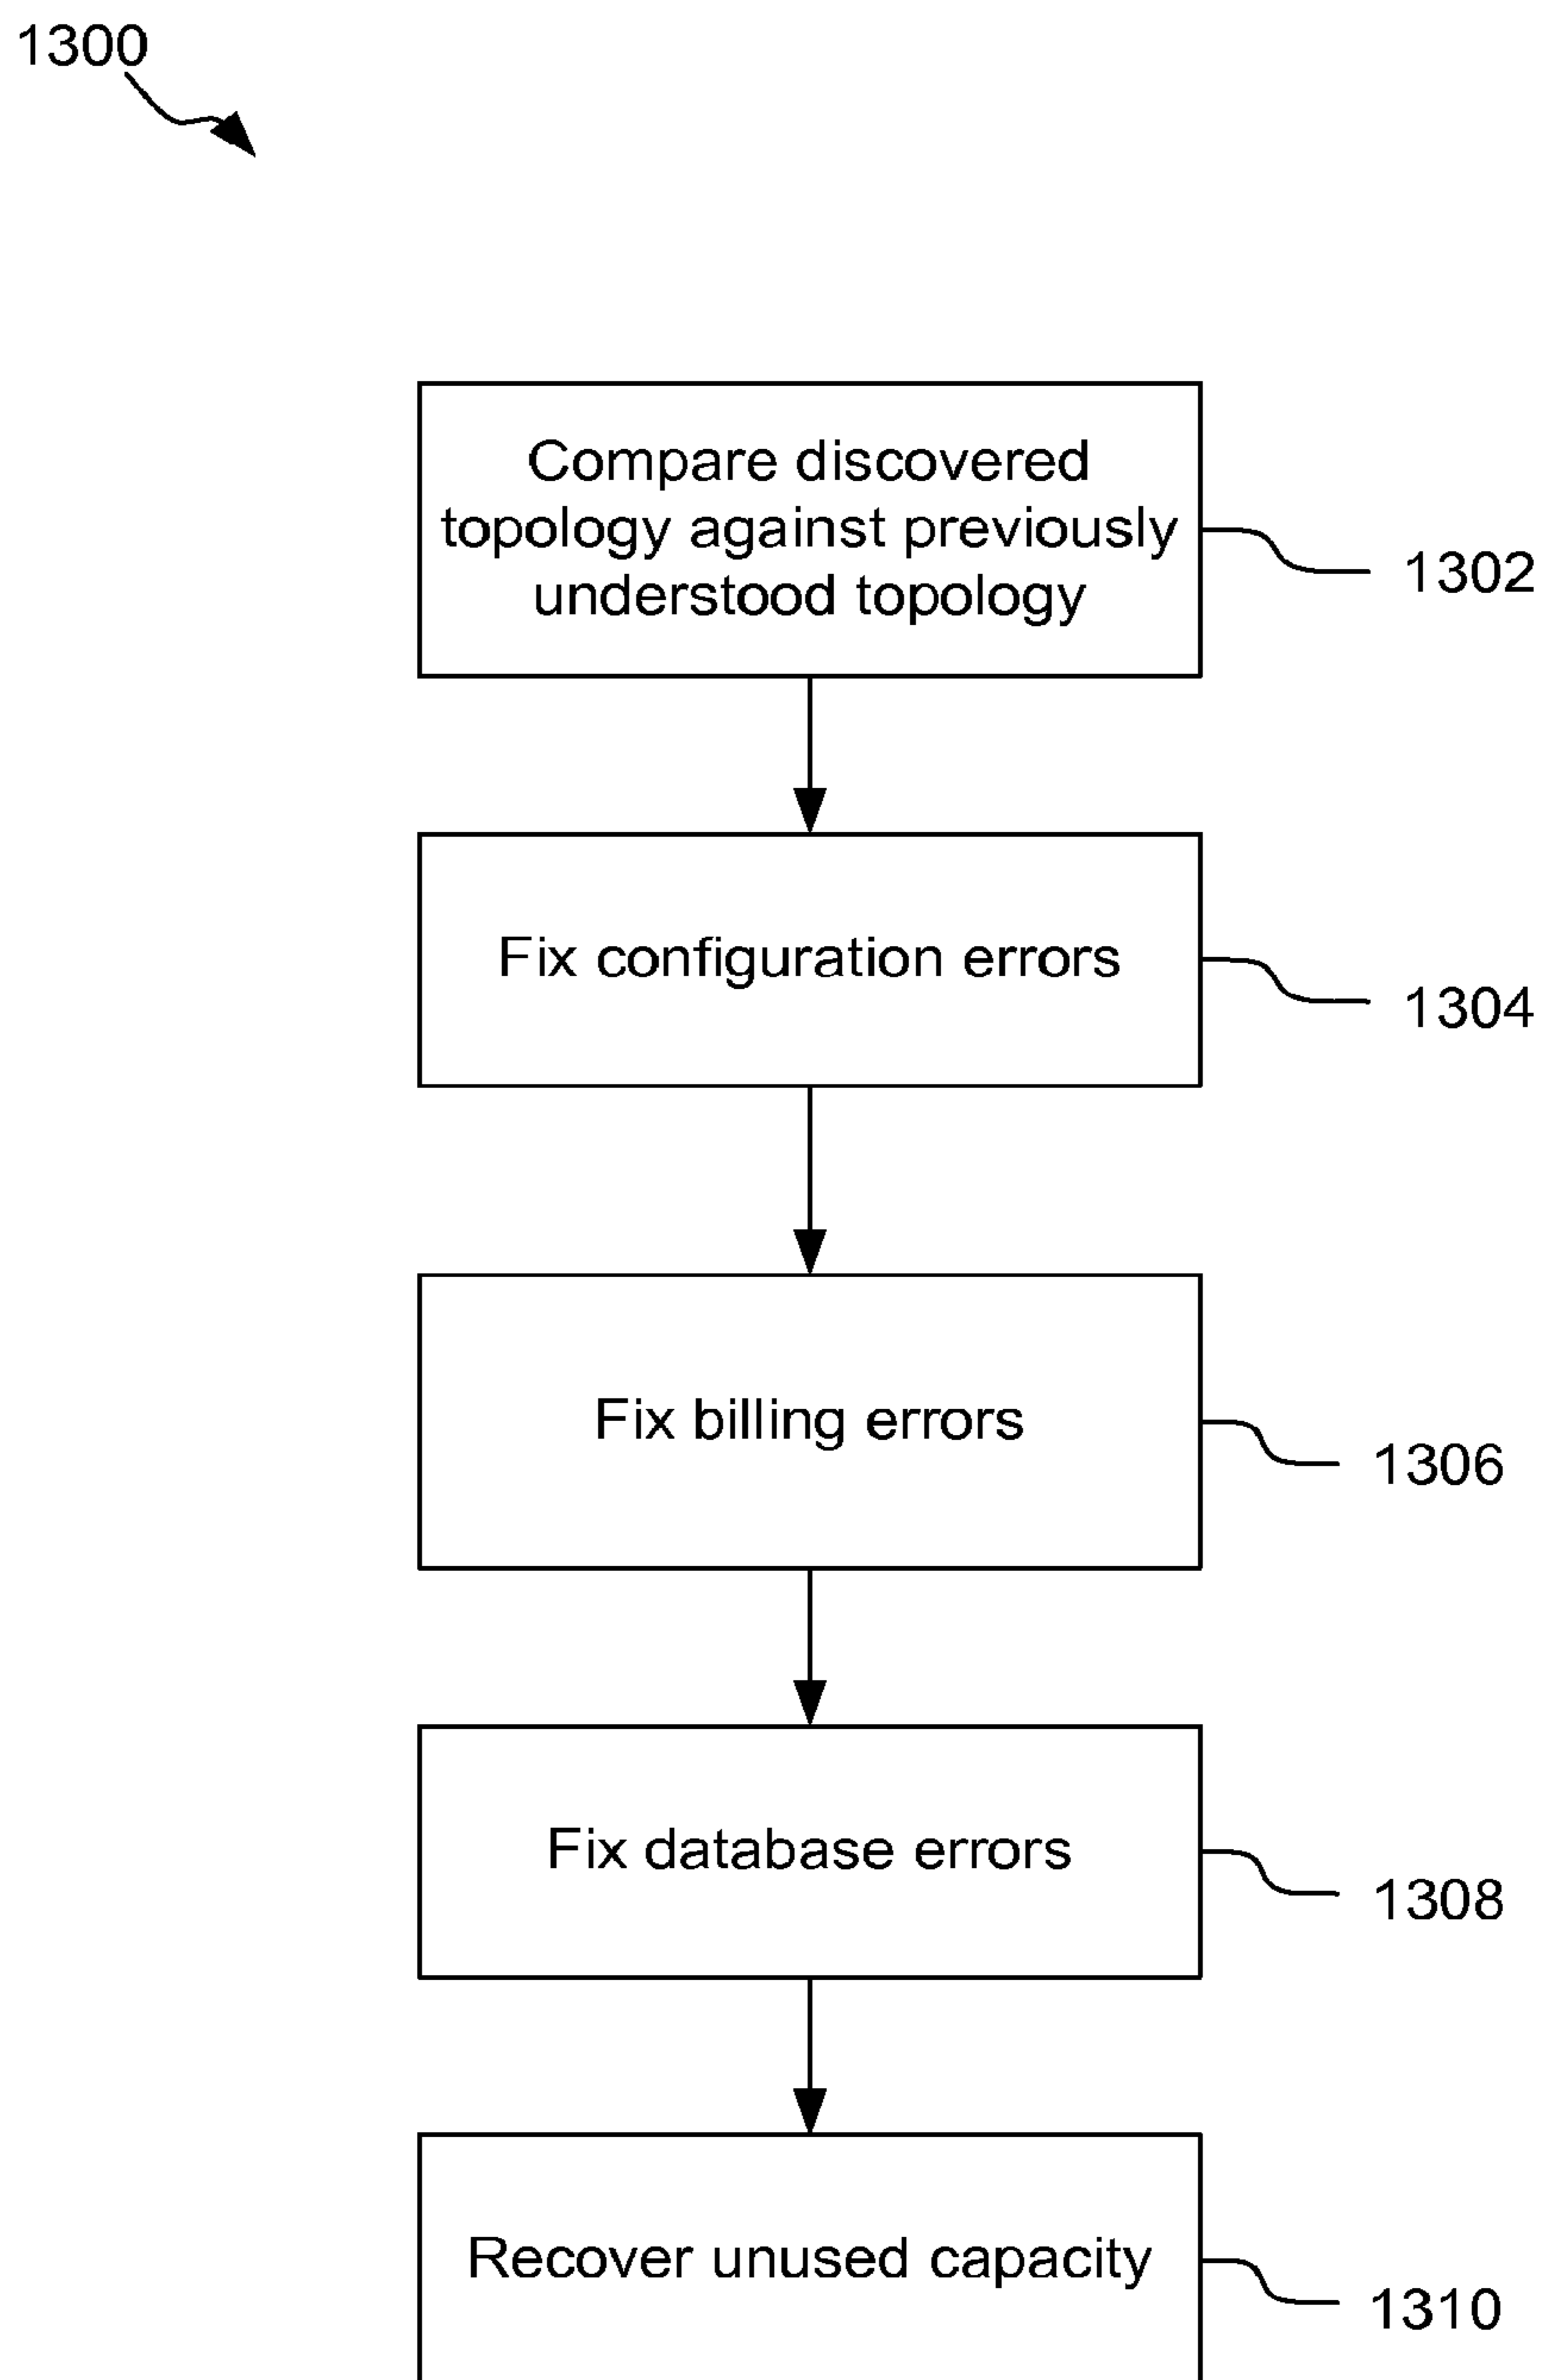 1300
Compare discovered
topology against previously
understood topology
1302
Fix configuration errors
1304
Fix billing errors
1306
Fix database errors
1308
Recover unused capacity
1310